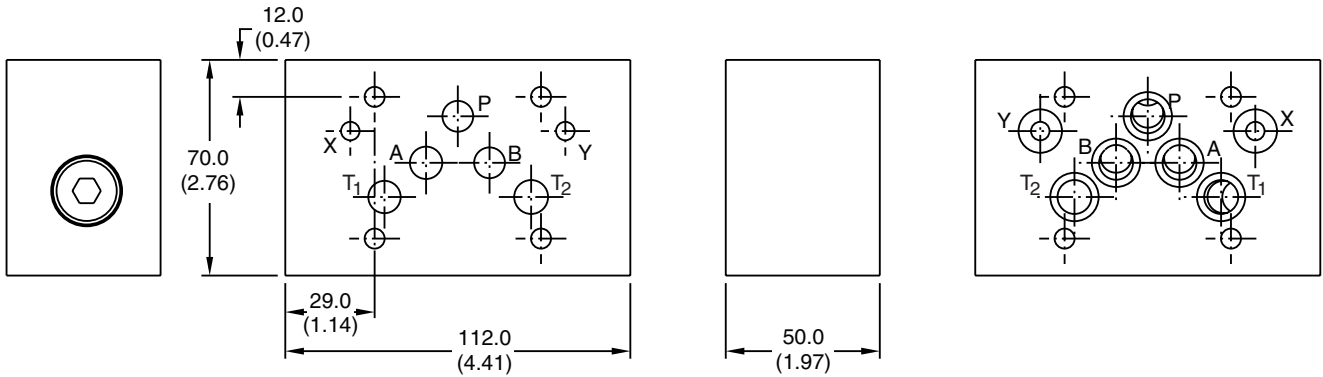 12.0
(0.47)
70.0
(2.76)
X
P
A
B
Y
T1
T2
29.0
(1.14)
112.0
(4.41)
50.0
(1.97)
Y
P
X
B
A
T2
T1